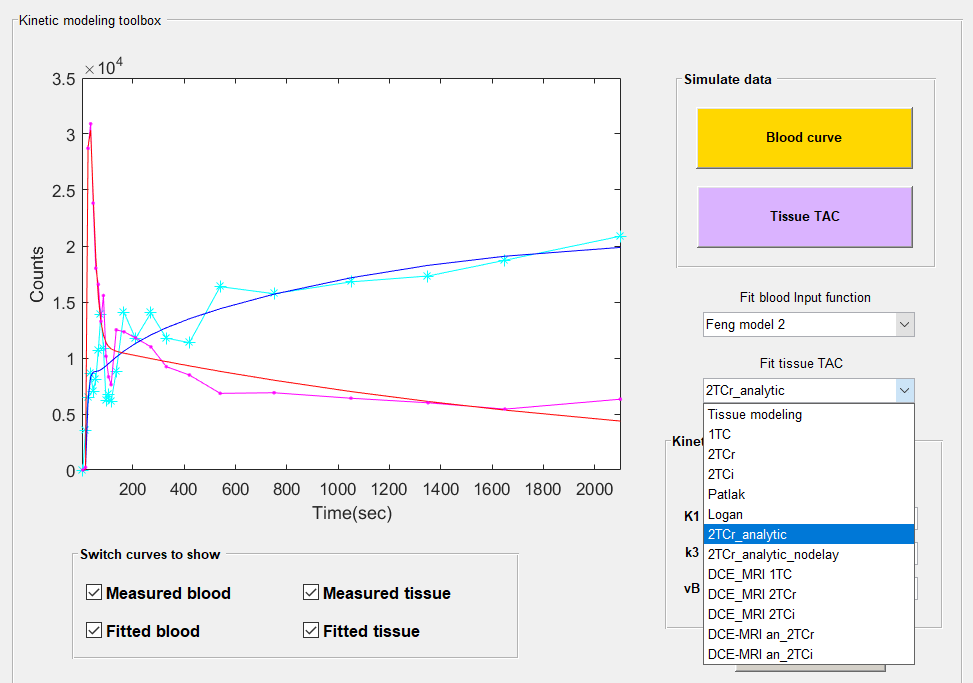 Kinetic modeling toolbox
×10^4
3.5
3
2.5
2
1.5
1
0.5
0
Counts
200 400 600 800 1000 1200 1400 1600 1800 2000
Time(sec)
Switch curves to show
Measured blood
Measured tissue
Fitted blood
Fitted tissue
Simulate data
Blood curve
Tissue TAC
Fit blood Input function
Feng model 2
Fit tissue TAC
2TCr_analytic
Tissue modeling
1TC
2TCr
2TCi
Patlak
Logan
2TCr_analytic
2TCr_analytic_nodelay
DCE_MRI 1TC
DCE_MRI 2TCr
DCE_MRI 2TCi
DCE-MRI an_2TCr
DCE-MRI an_2TCi
K1
k3
vB